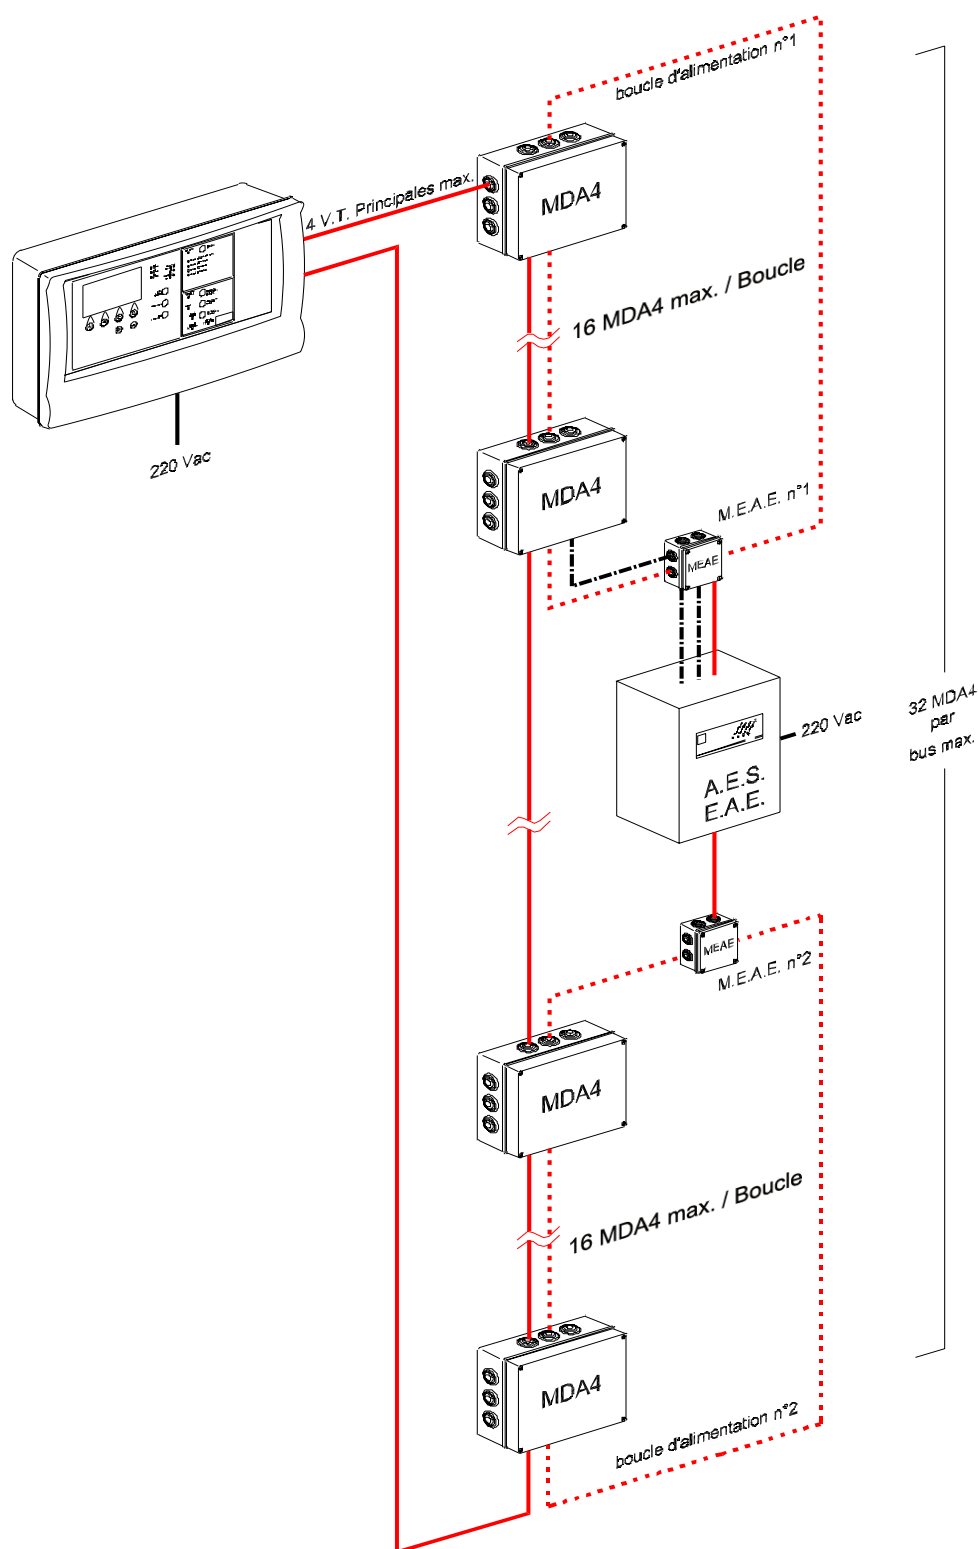 boucle d'alimentation n°1
4 V.T. Principales max.
MDA4
16 MDA4 max. / Boucle
220 Vac
MDA4
M.E.A.E. n°1
MEAE
32 MDA4
par
bus max.
220 Vac
A.E.S.
E.A.E.
MEAE
M.E.A.E. n°2
MDA4
16 MDA4 max. / Boucle
MDA4
boucle d'alimentation n°2